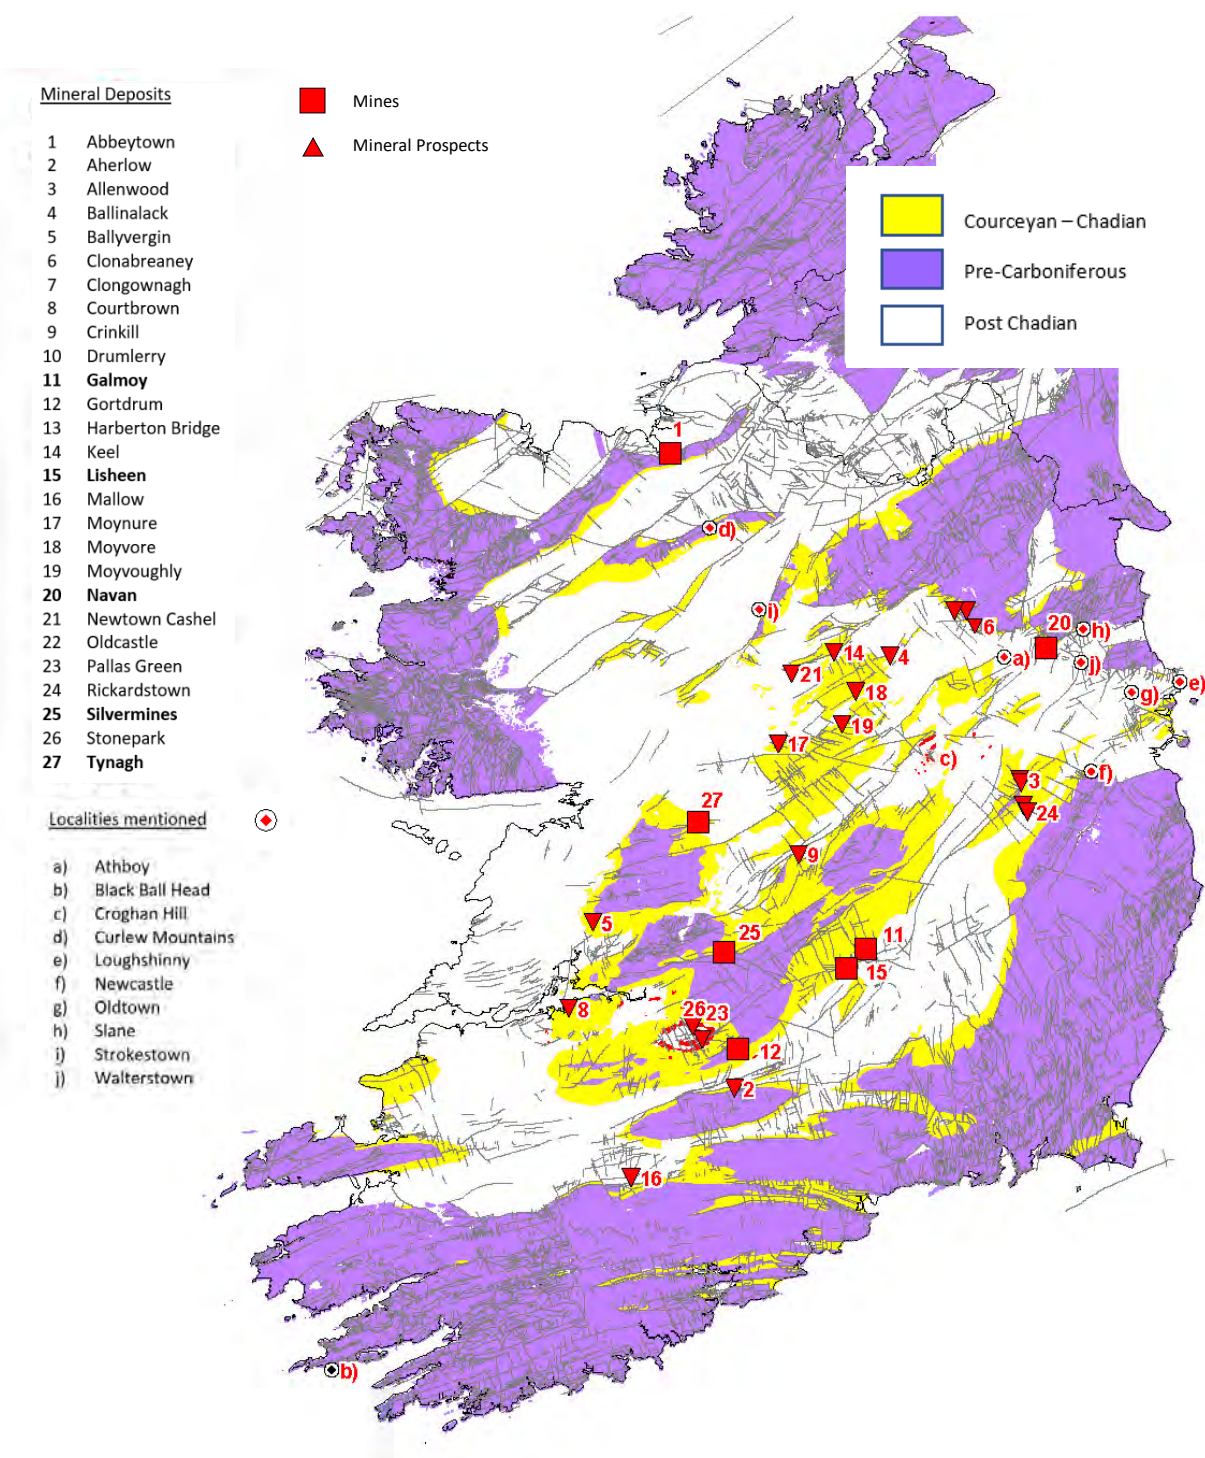 Mineral Deposits
1 Abbeytown
2 Aherlow
3 Allenwood
4 Ballinalack
5 Ballyvergin
6 Clonabreaney
7 Clongownagh
8 Courtbrown
9 Crinkill
10 Drumlerry
11 Galmoy
12 Gortdrum
13 Harberton Bridge
14 Keel
15 Lisheen
16 Mallow
17 Moynure
18 Moyvore
19 Moyvoughly
20 Navan
21 Newtown Cashel
22 Oldcastle
23 Pallas Green
24 Rickardstown
25 Silvermines
26 Stonepark
27 Tynagh
Localities mentioned
a) Athboy
b) Black Ball Head
c) Croghan Hill
d) Curlew Mountains
e) Loughshinny
f) Newcastle
g) Oldtown
h) Slane
i) Strokestown
j) Walterstown
Mines
Mineral Prospects
Courceyan – Chadian
Pre-Carboniferous
Post Chadian
1
d)
i)
6
20
h)
a)
j)
14
4
21
18
e)
g)
19
17
c)
f)
3
27
24
9
5
25
11
15
8
26
23
12
2
16
b)